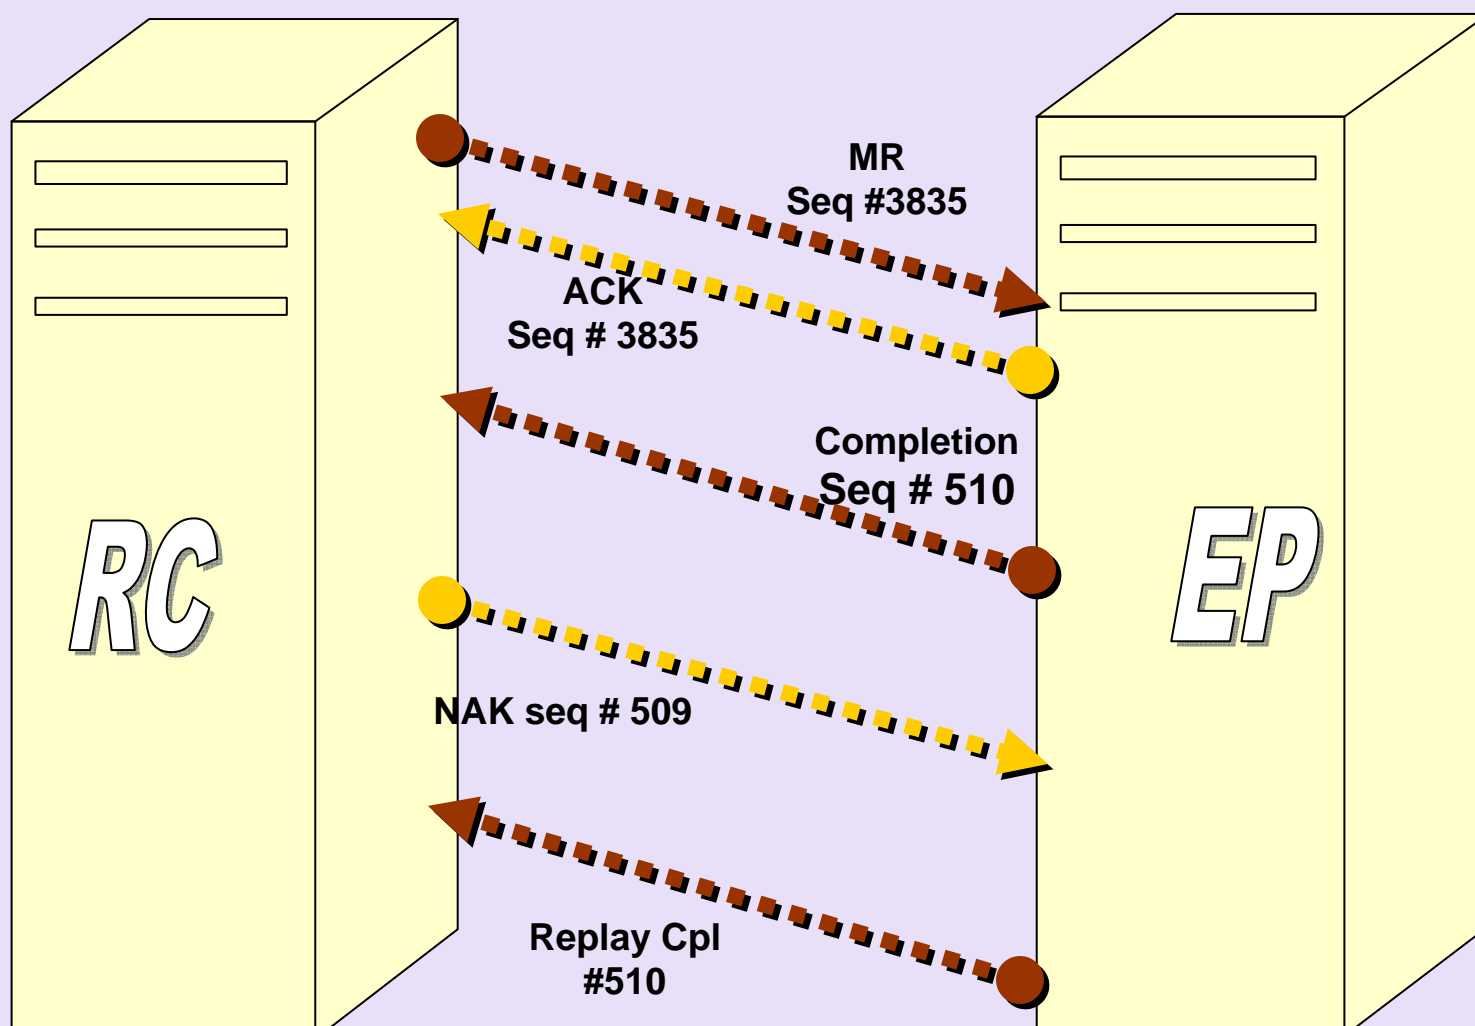 MR
Seq #3835
ACK
Seq # 3835
Completion
Seq # 510
RC
EP
NAK seq # 509
Replay Cpl
#510